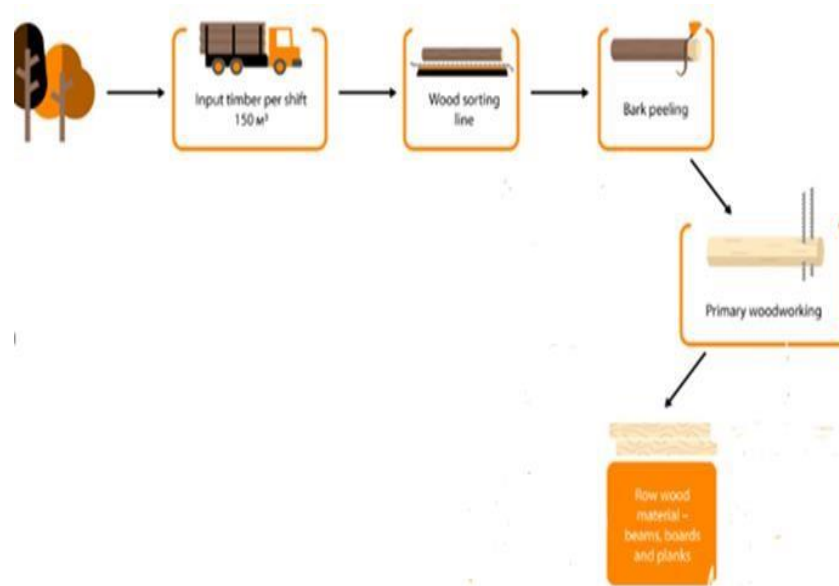 Input timber per shift
150 м³
Wood sorting
line
Bark peeling
Primary woodworking
Row wood
material –
beams, boards
and planks